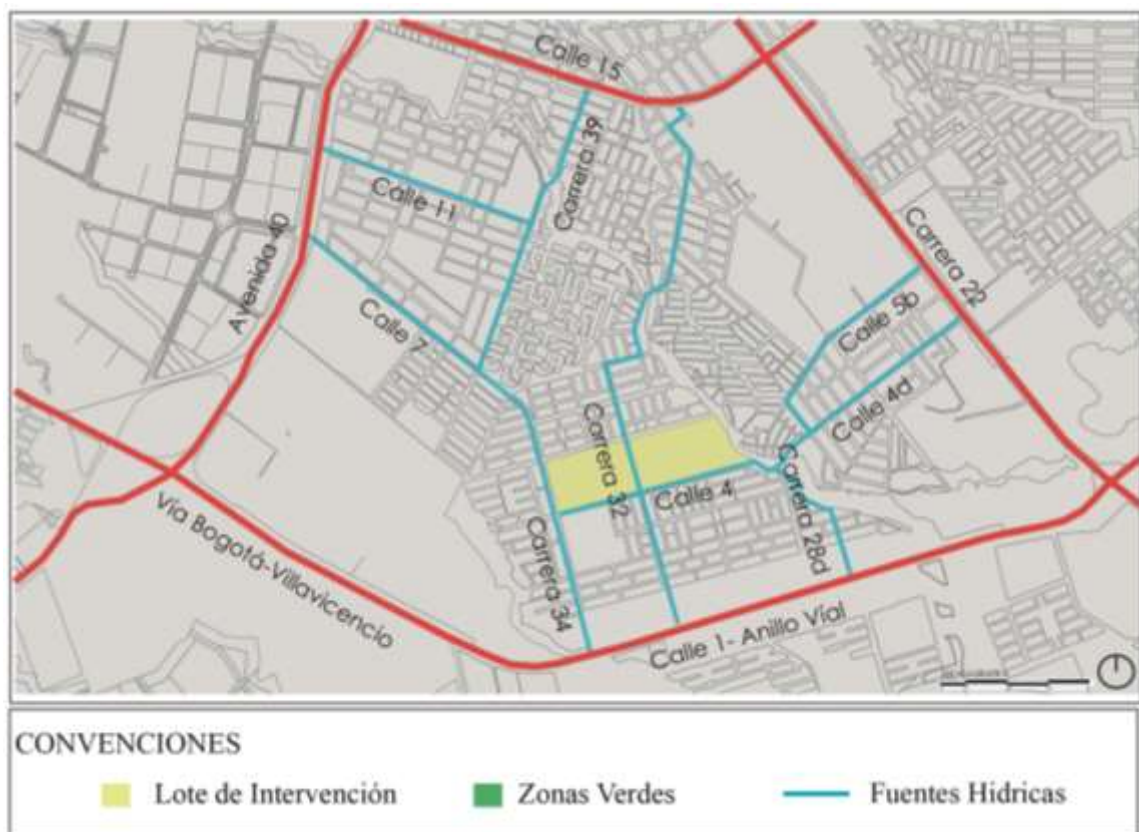 Calle 15
Carrera 39
Calle 11
Avenida 40
Carrera 22
Calle 7
Calle 5b
Calle 4d
Carrera 32
Calle 4
Carrera 28d
Vía Bogotá-Villavicencio
Carrera 34
Calle 1- Anillo Víal
CONVENCIONES
Lote de Intervención
Zonas Verdes
Fuentes Hídricas